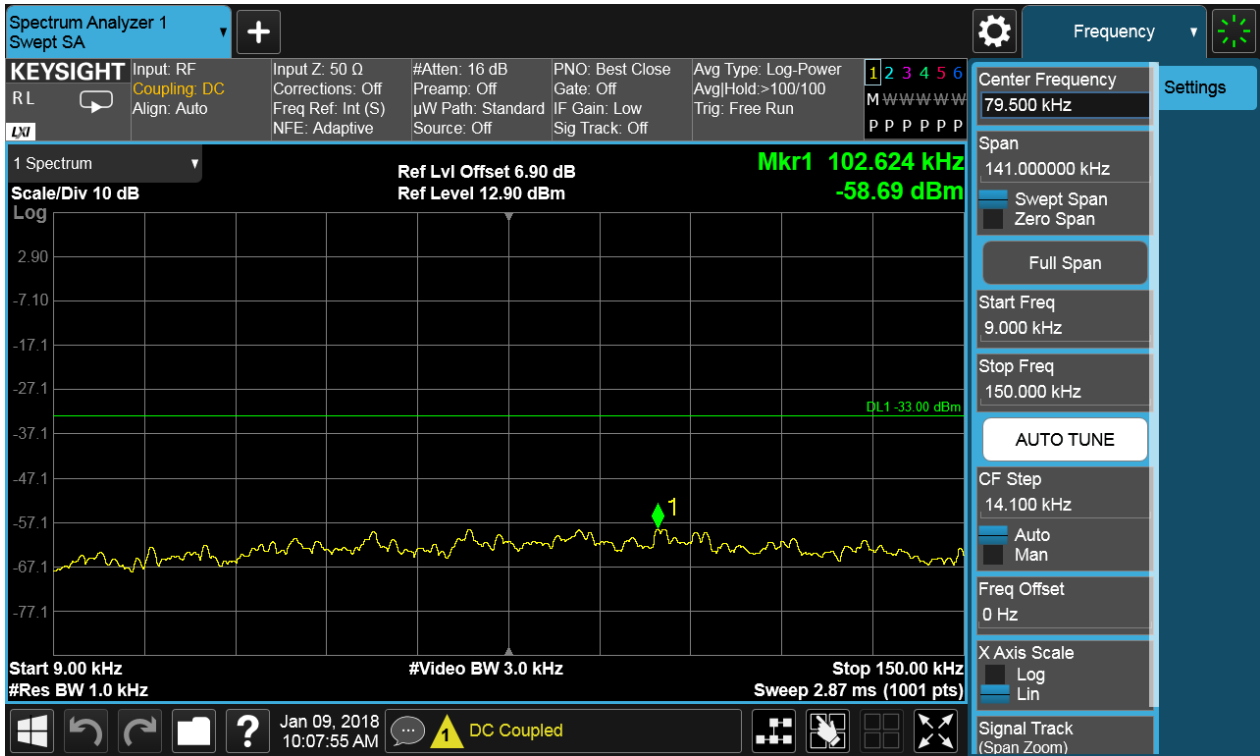 Spectrum Analyzer 1
Swept SA
Frequency
KEYSIGHT
RL
LXI
Input: RF
Coupling: DC
Align: Auto
Input Z: 50 Ω
Corrections: Off
Freq Ref: Int (S)
NFE: Adaptive
#Atten: 16 dB
Preamp: Off
µW Path: Standard
Source: Off
PNO: Best Close
Gate: Off
IF Gain: Low
Sig Track: Off
Avg Type: Log-Power
Avg|Hold:>100/100
Trig: Free Run
1 2 3 4 5 6
M W W W W W
P P P P P P
1 Spectrum
Scale/Div 10 dB
Log
Ref Lvl Offset 6.90 dB
Ref Level 12.90 dBm
Mkr1 102.624 kHz
-58.69 dBm
2.90
-7.10
-17.1
-27.1
DL1 -33.00 dBm
-37.1
-47.1
1
-57.1
-67.1
-77.1
Start 9.00 kHz
#Video BW 3.0 kHz
Stop 150.00 kHz
#Res BW 1.0 kHz
Sweep 2.87 ms (1001 pts)
Center Frequency
79.500 kHz
Settings
Span
141.000000 kHz
Swept Span
Zero Span
Full Span
Start Freq
9.000 kHz
Stop Freq
150.000 kHz
AUTO TUNE
CF Step
14.100 kHz
Auto
Man
Freq Offset
0 Hz
X Axis Scale
Log
Lin
Signal Track
(Span Zoom)
?
Jan 09, 2018
10:07:55 AM
1
DC Coupled